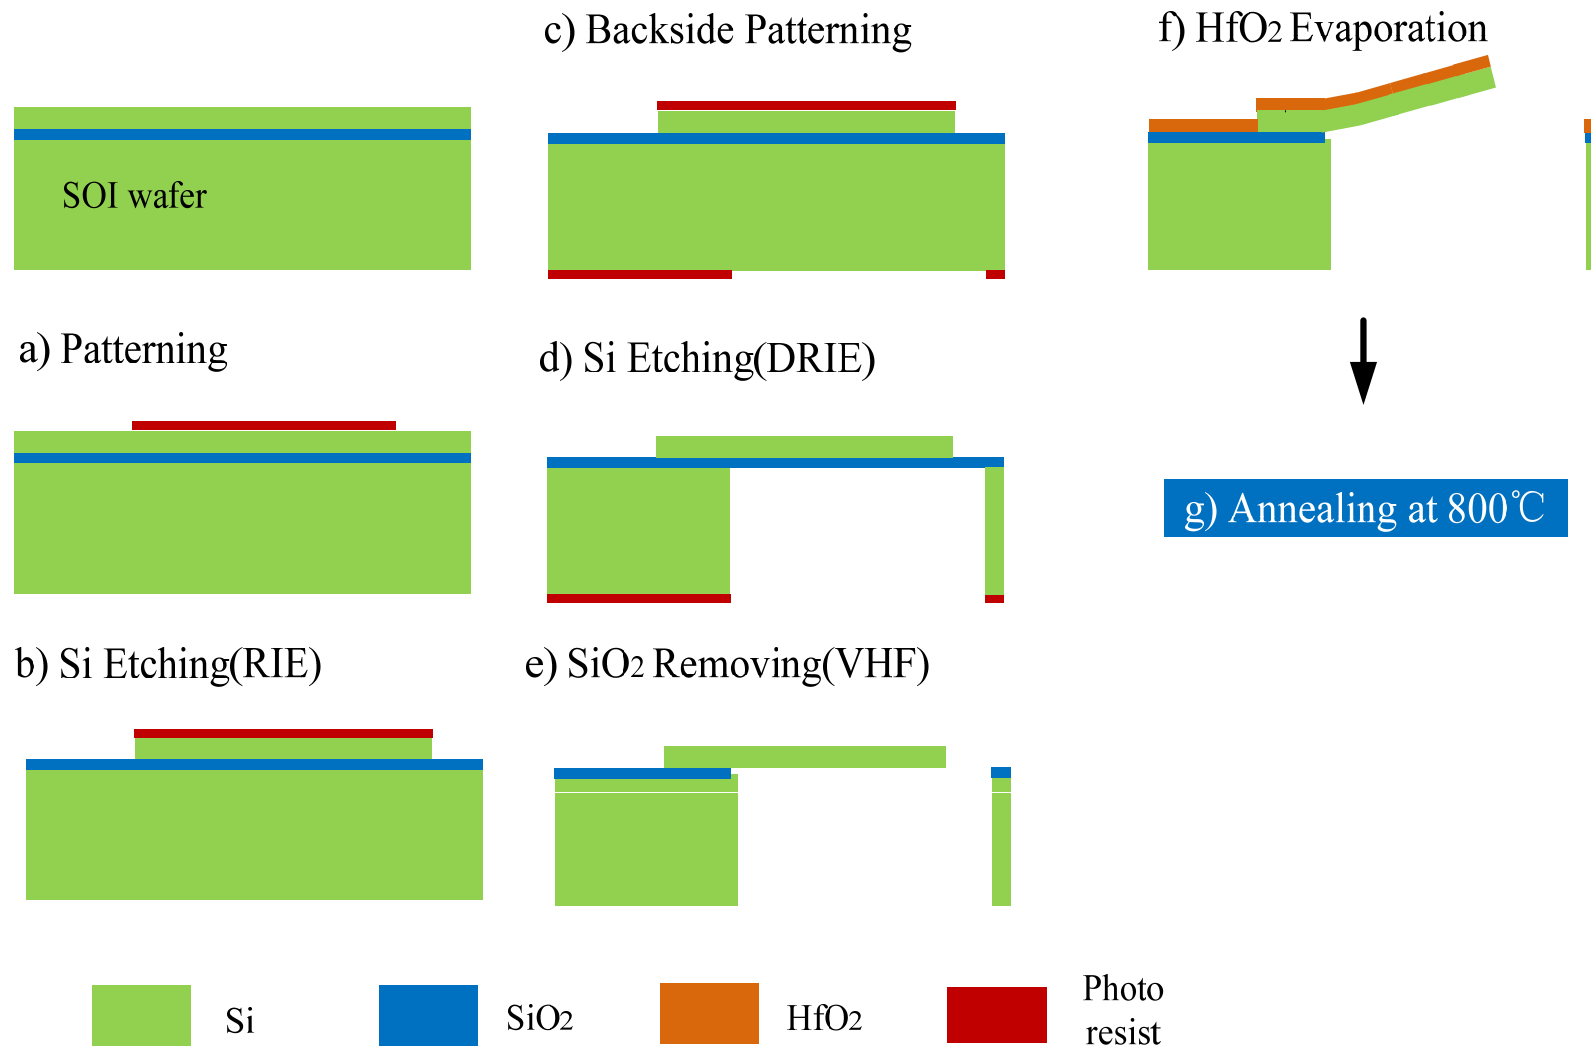 SOI wafer
a) Patterning
b) Si Etching(RIE)
c) Backside Patterning
d) Si Etching(DRIE)
e) SiO2 Removing(VHF)
f) HfO2 Evaporation
g) Annealing at 800℃
Si
SiO2
HfO2
Photo
resist